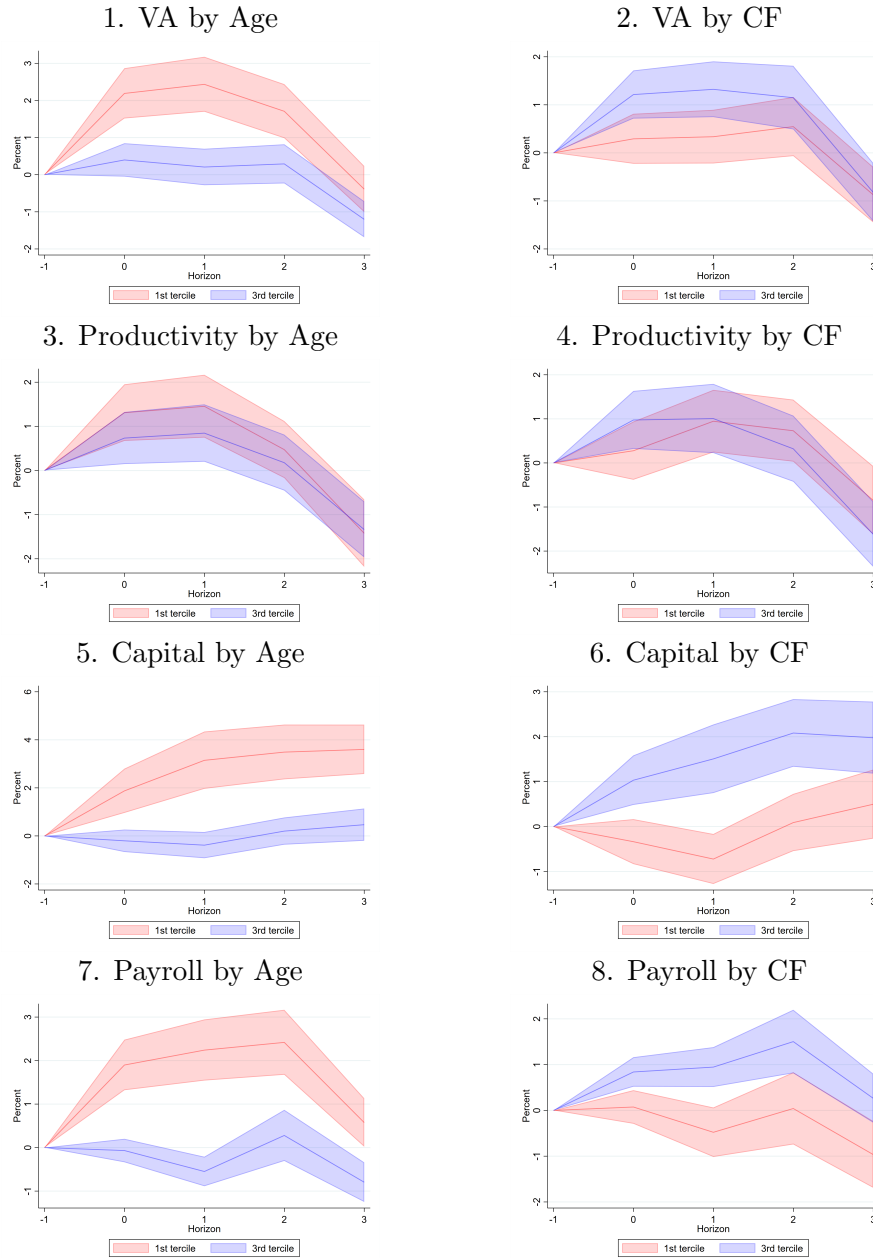 1. VA by Age
Percent
3
2
1
0
-1
-2
-1 0 1 2 3
Horizon
1st tercile 3rd tercile
2. VA by CF
Percent
2
1
0
-1
-2
-1 0 1 2 3
Horizon
1st tercile 3rd tercile
3. Productivity by Age
Percent
2
1
0
-1
-2
-1 0 1 2 3
Horizon
1st tercile 3rd tercile
4. Productivity by CF
Percent
2
1
0
-1
-2
-1 0 1 2 3
Horizon
1st tercile 3rd tercile
5. Capital by Age
Percent
6
4
2
0
-2
-1 0 1 2 3
Horizon
1st tercile 3rd tercile
6. Capital by CF
Percent
3
2
1
0
-1
-1 0 1 2 3
Horizon
1st tercile 3rd tercile
7. Payroll by Age
Percent
3
2
1
0
-1
-1 0 1 2 3
Horizon
1st tercile 3rd tercile
8. Payroll by CF
Percent
2
1
0
-1
-2
-1 0 1 2 3
Horizon
1st tercile 3rd tercile